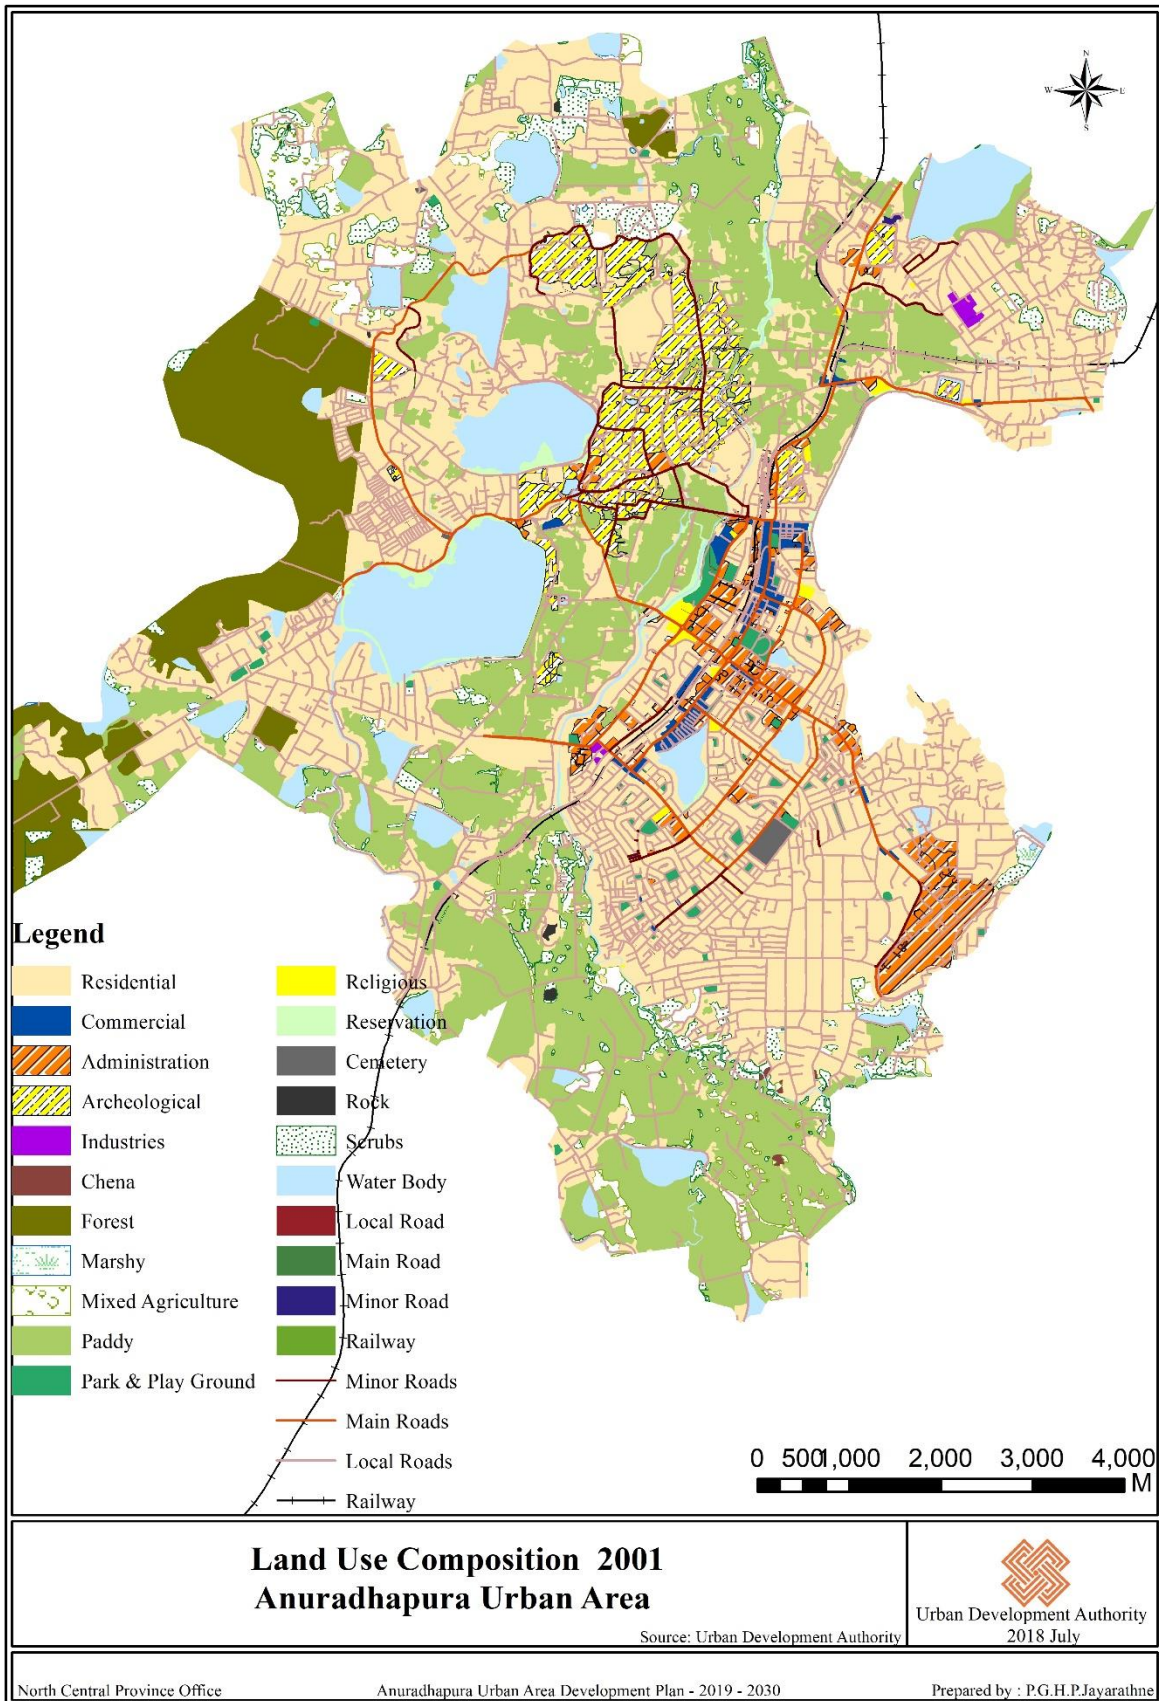 N
W E
S
Legend
Residential
Commercial
Administration
Archeological
Industries
Chena
Forest
Marshy
Mixed Agriculture
Paddy
Park & Play Ground
Religious
Reservation
Cemetery
Rock
Scrubs
Water Body
Local Road
Main Road
Minor Road
Railway
Minor Roads
Main Roads
Local Roads
Railway
0 500 1,000 2,000 3,000 4,000
M
Land Use Composition 2001
Anuradhapura Urban Area
Source: Urban Development Authority
Urban Development Authority
2018 July
North Central Province Office
Anuradhapura Urban Area Development Plan - 2019 - 2030
Prepared by : P.G.H.P.Jayarathne